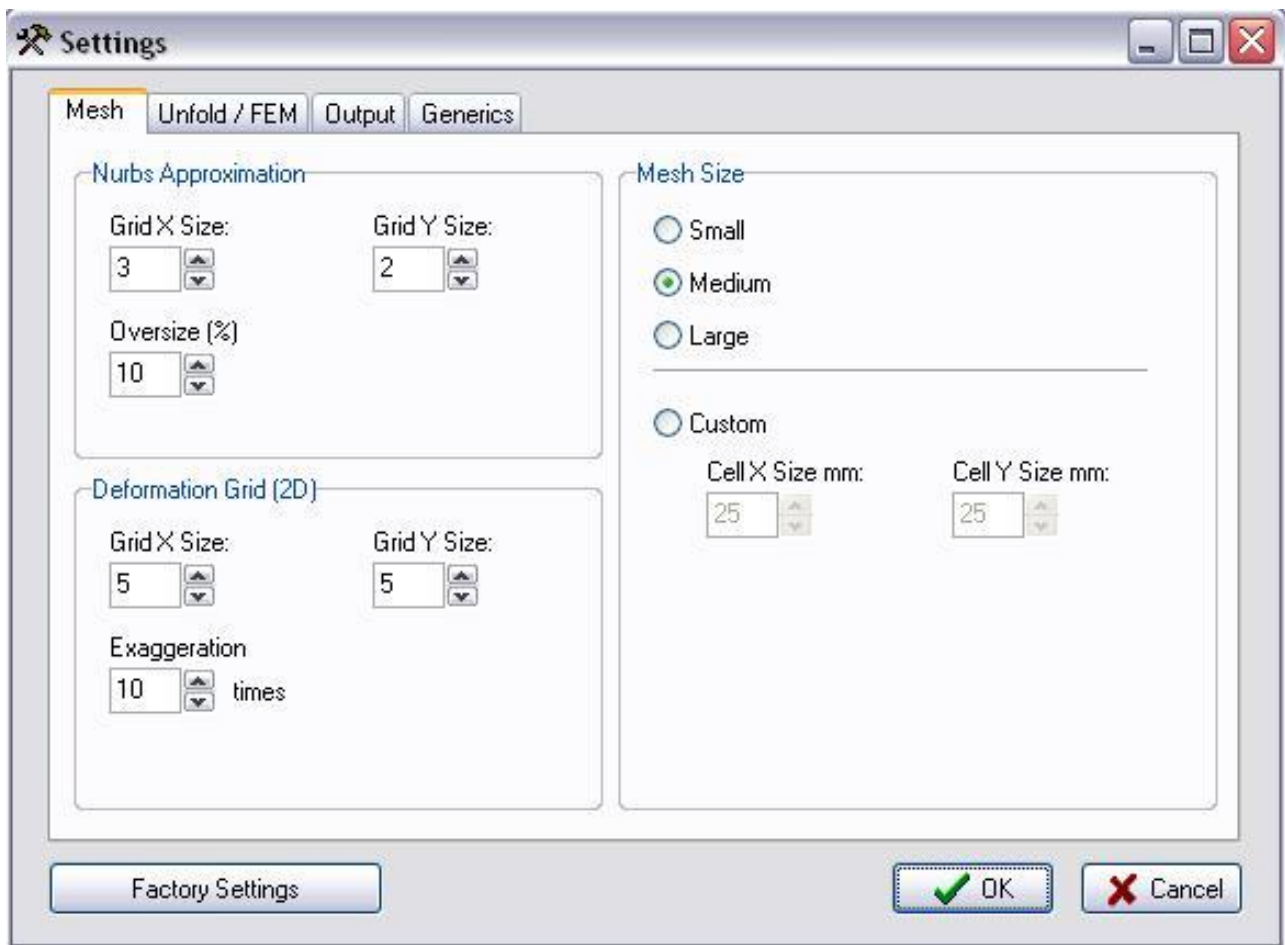 Settings
Mesh Unfold / FEM Output Generics
Nurbs Approximation
Grid X Size: Grid Y Size:
3 2
Oversize (%)
10
Deformation Grid (2D)
Grid X Size: Grid Y Size:
5 5
Exaggeration
10 times
Mesh Size
Small
Medium
Large
Custom
Cell X Size mm: Cell Y Size mm:
25 25
Factory Settings OK Cancel